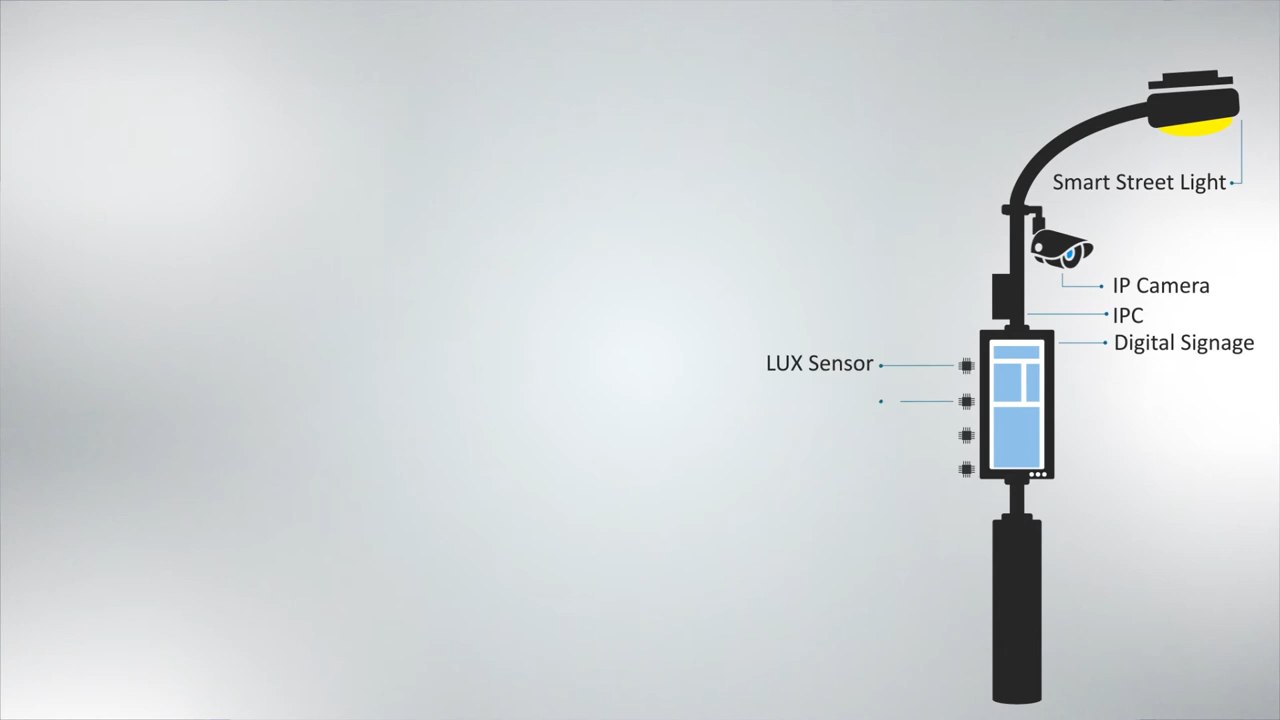 Smart Street Light
IP Camera
IPC
Digital Signage
LUX Sensor